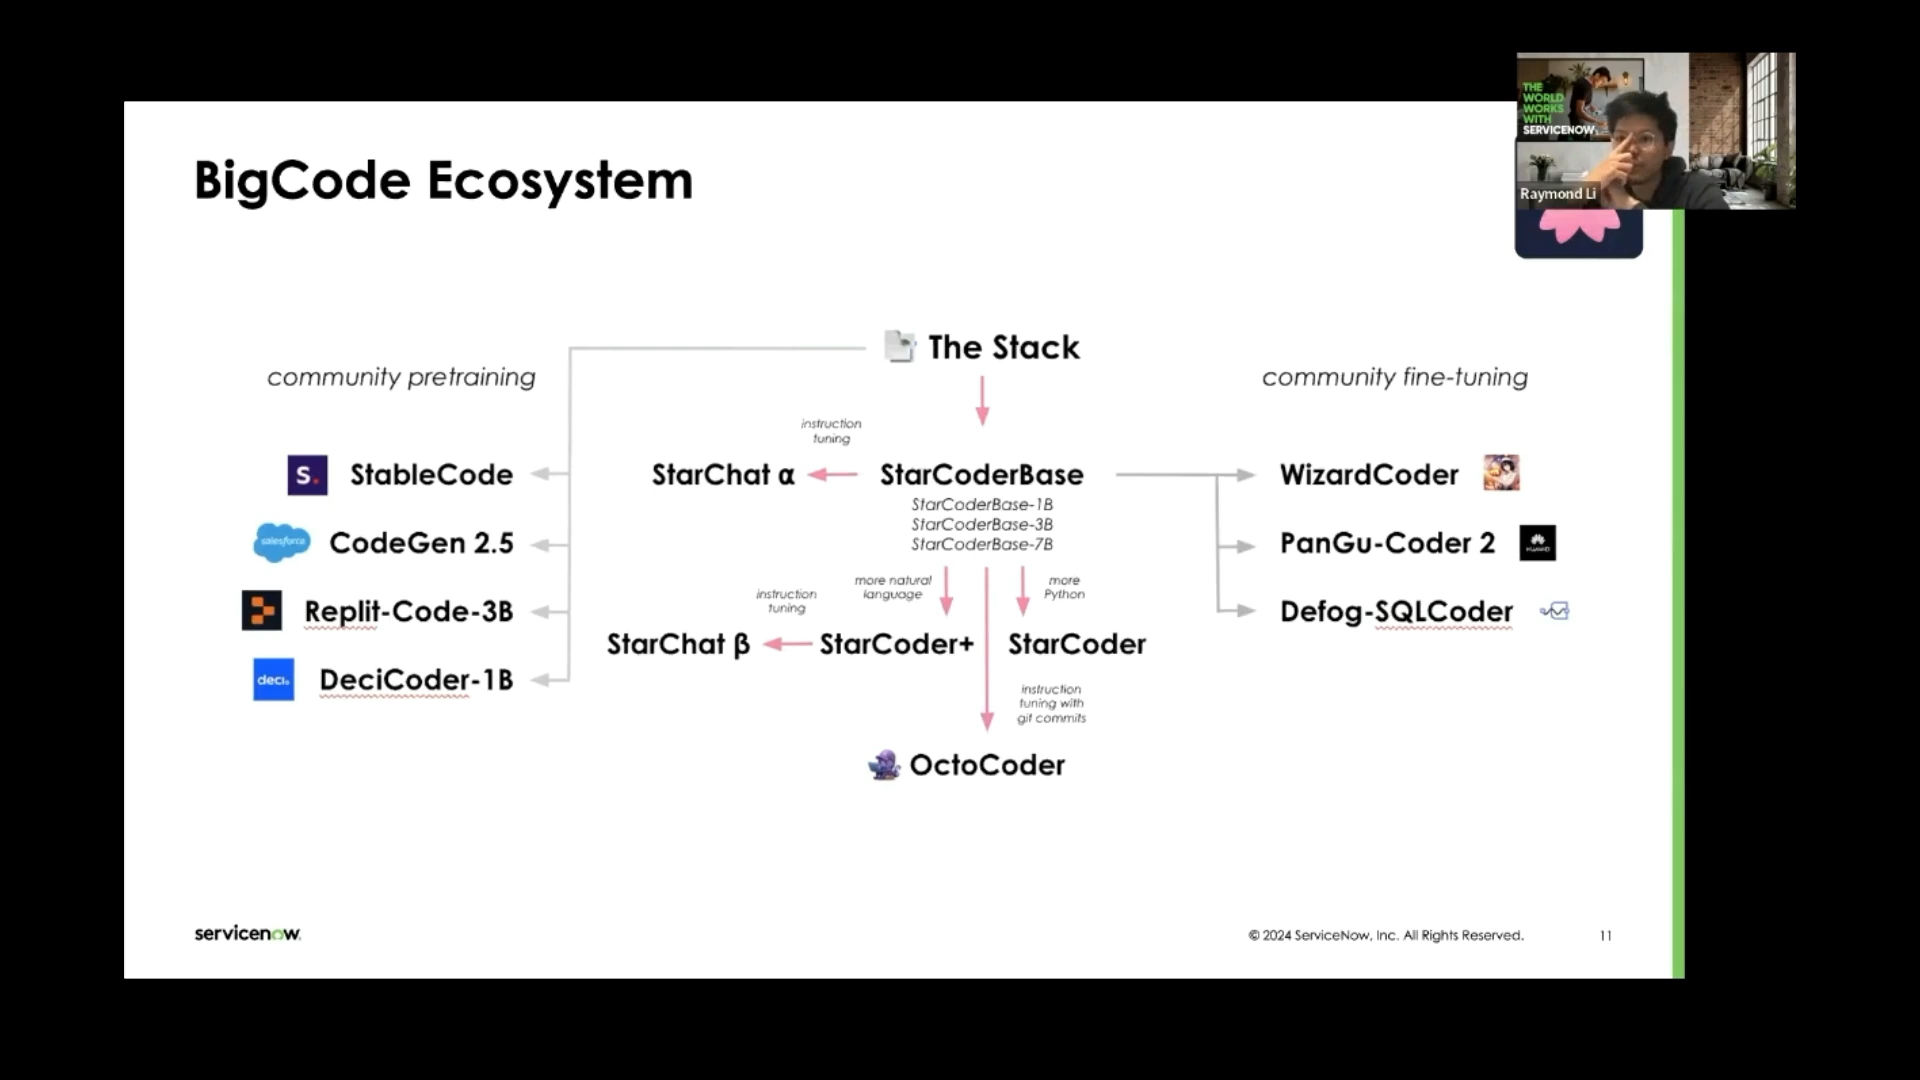 THE
WORLD
WORKS
WITH
SERVICENOW
Raymond Li
BigCode Ecosystem
The Stack
community pretraining
community fine-tuning
instruction
tuning
S. StableCode
StarChat α
StarCoderBase
WizardCoder
StarCoderBase-1B
StarCoderBase-3B
StarCoderBase-7B
salesforce CodeGen 2.5
PanGu-Coder 2
HUAWEI
more natural
language
more
Python
instruction
tuning
Replit-Code-3B
Defog-SQLCoder
StarChat β
StarCoder+
StarCoder
deci. DeciCoder-1B
instruction
tuning with
git commits
OctoCoder
servicenow
© 2024 ServiceNow, Inc. All Rights Reserved.
11